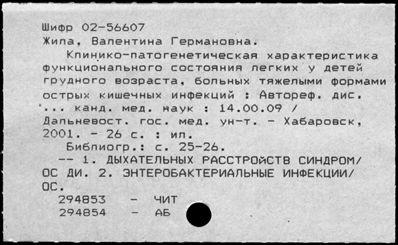 Шифр 02-56607
Жила, Валентина Германовна.
Клинико-патогенетическая характеристика
функционального состояния легких у детей
грудного возраста, больных тяжелыми формами
острых кишечных инфекций : Автореф. дис.
... канд. мед. наук : 14.00.09 /
Дальневост. гос. мед. ун-т. - Хабаровск,
2001. - 26 с. : ил.
Библиогр.: с. 25-26.
-- 1. ДЫХАТЕЛЬНЫХ РАССТРОЙСТВ СИНДРОМ/
ОС ДИ. 2. ЭНТЕРОБАКТЕРИАЛЬНЫЕ ИНФЕКЦИИ/
ОС.
294853 - ЧИТ
294854 - АБ